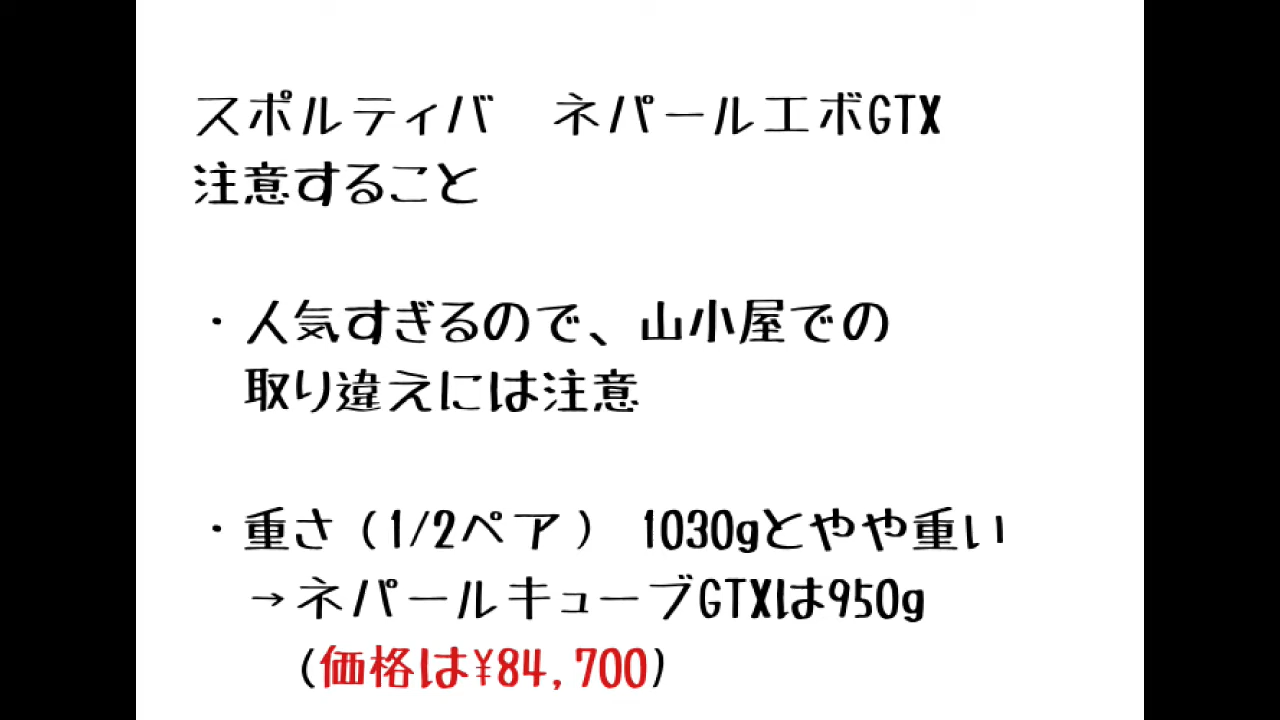 スポルティバ　ネパールエボGTX
注意すること
・人気すぎるので、山小屋での
取り違えには注意
・重さ（1/2ペア）　1030gとやや重い
→ネパールキューブGTXは950g
（価格は¥84,700）